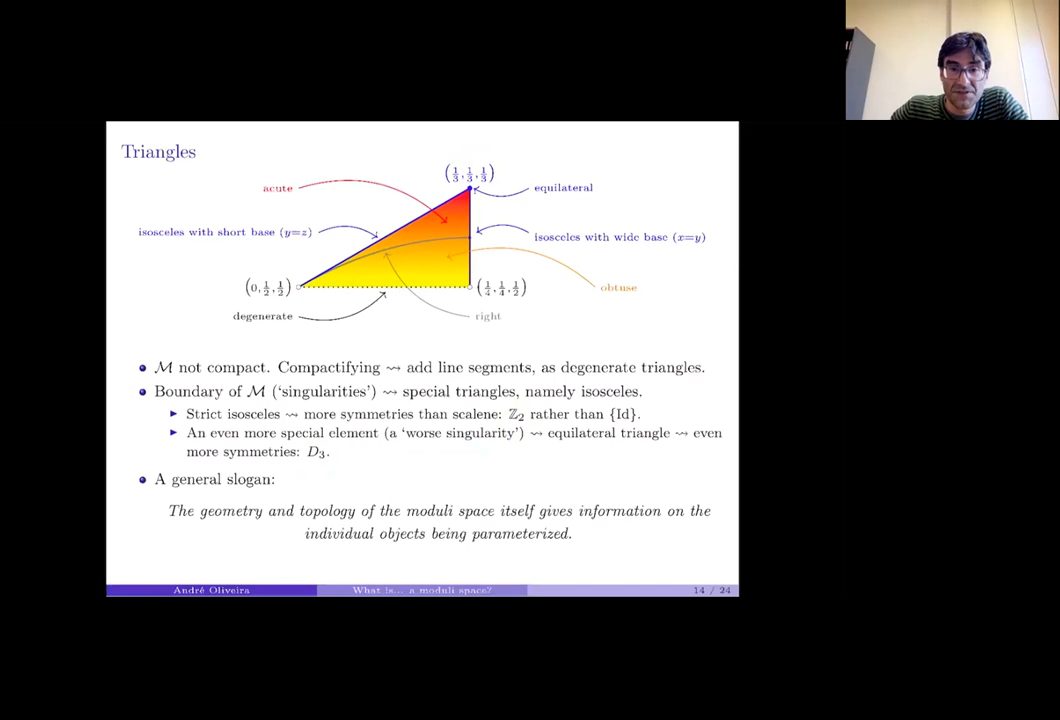 Triangles
(1/3, 1/3, 1/3)
acute
equilateral
isosceles with short base (y=z)
isosceles with wide base (x=y)
(0, 1/2, 1/2)
(1/4, 1/4, 1/2)
obtuse
degenerate
right
M not compact. Compactifying ⇝ add line segments, as degenerate triangles.
Boundary of M (‘singularities’) ⇝ special triangles, namely isosceles.
Strict isosceles ⇝ more symmetries than scalene: ℤ₂ rather than {Id}.
An even more special element (a ‘worse singularity’) ⇝ equilateral triangle ⇝ even
more symmetries: D₃.
A general slogan:
The geometry and topology of the moduli space itself gives information on the
individual objects being parameterized.
André Oliveira
What is... a moduli space?
14 / 24